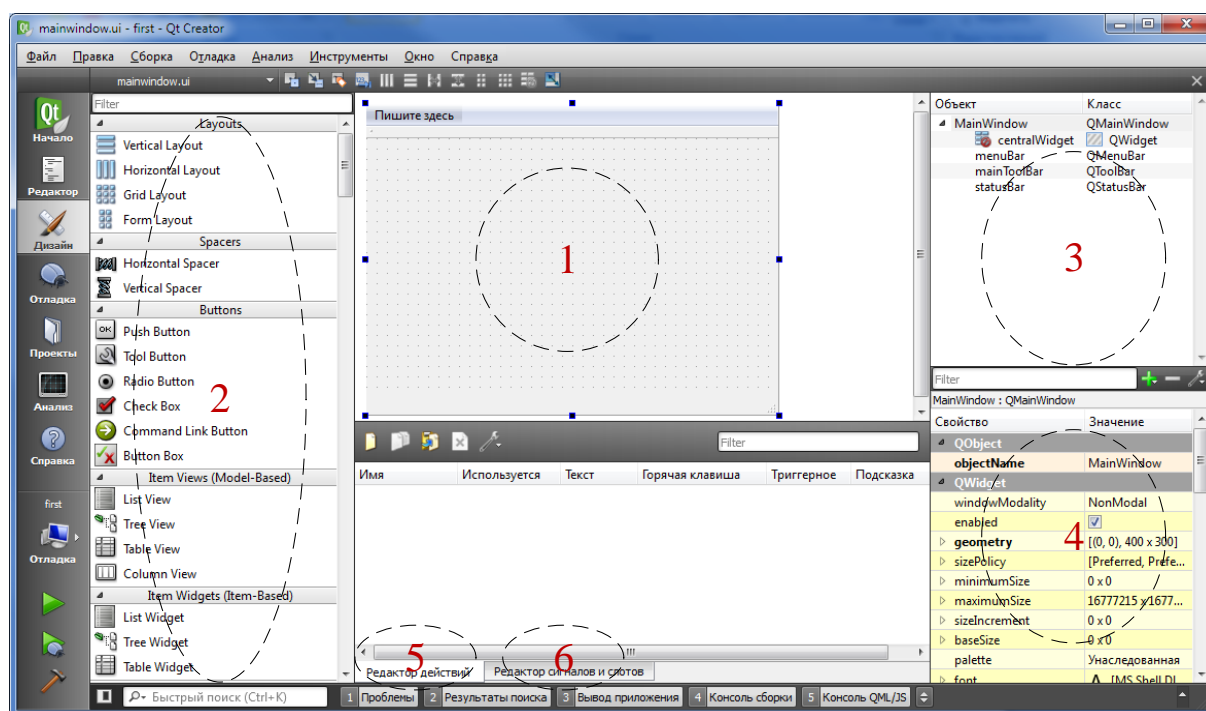 mainwindow.ui - first - Qt Creator
Файл Правка Сборка Отладка Анализ Инструменты Окно Справка
mainwindow.ui
Начало
Редактор
Дизайн
Отладка
Проекты
Анализ
Справка
first
Отладка
Filter
Layouts
Vertical Layout
Horizontal Layout
Grid Layout
Form Layout
Spacers
Horizontal Spacer
Vertical Spacer
Buttons
OK Push Button
Tool Button
Radio Button
Check Box
Command Link Button
Button Box
Item Views (Model-Based)
List View
Tree View
Table View
Column View
Item Widgets (Item-Based)
List Widget
Tree Widget
Table Widget
2
Пишите здесь
1
Filter
Имя Используется Текст Горячая клавиша Триггерное Подсказка
5
6
Редактор действий Редактор сигналов и слотов
Объект Класс
MainWindow QMainWindow
centralWidget QWidget
menuBar QMenuBar
mainToolBar QToolBar
statusBar QStatusBar
3
Filter
MainWindow : QMainWindow
Свойство Значение
QObject
objectName MainWindow
QWidget
windowModality NonModal
enabled
geometry [(0, 0), 400 x 300]
sizePolicy [Preferred, Prefe...
minimumSize 0 x 0
maximumSize 16777215 x 1677...
sizeIncrement 0 x 0
baseSize 0 x 0
palette Унаследованная
font A [MS Shell Dl
4
Быстрый поиск (Ctrl+K)
1 Проблемы 2 Результаты поиска 3 Вывод приложения 4 Консоль сборки 5 Консоль QML/JS